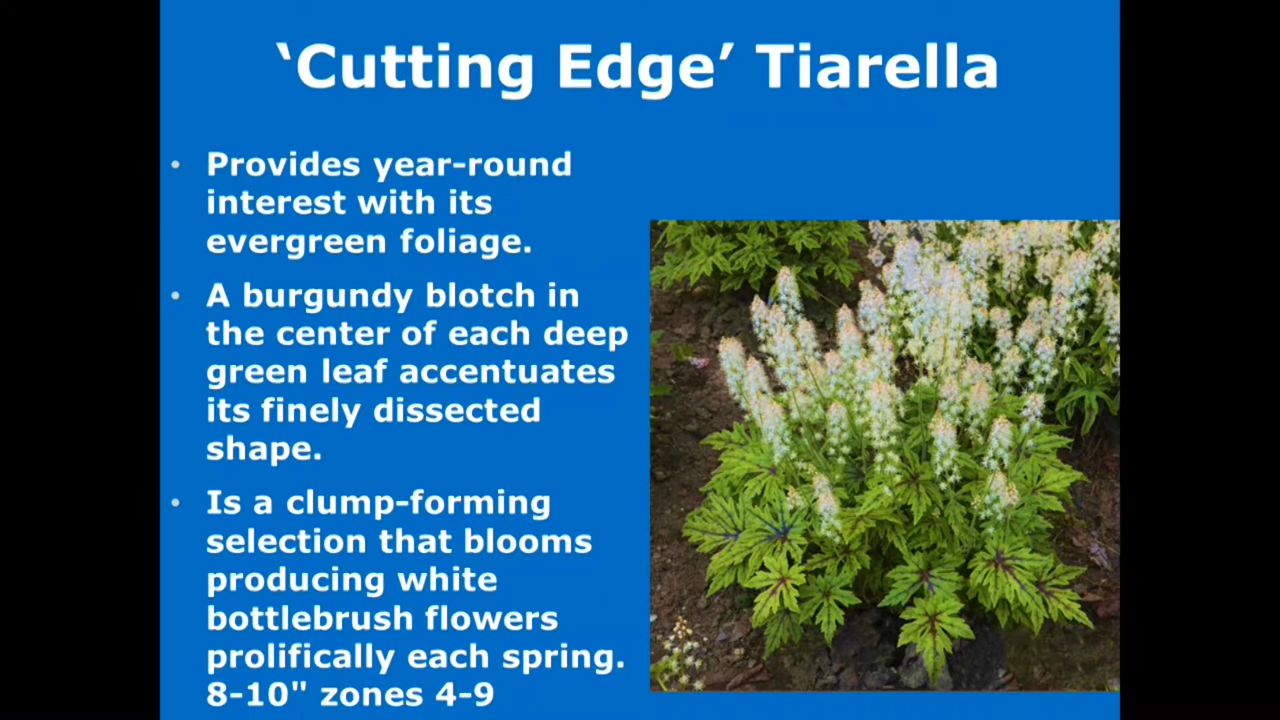 ‘Cutting Edge’ Tiarella
• Provides year-round
interest with its
evergreen foliage.
• A burgundy blotch in
the center of each deep
green leaf accentuates
its finely dissected
shape.
• Is a clump-forming
selection that blooms
producing white
bottlebrush flowers
prolifically each spring.
8-10" zones 4-9